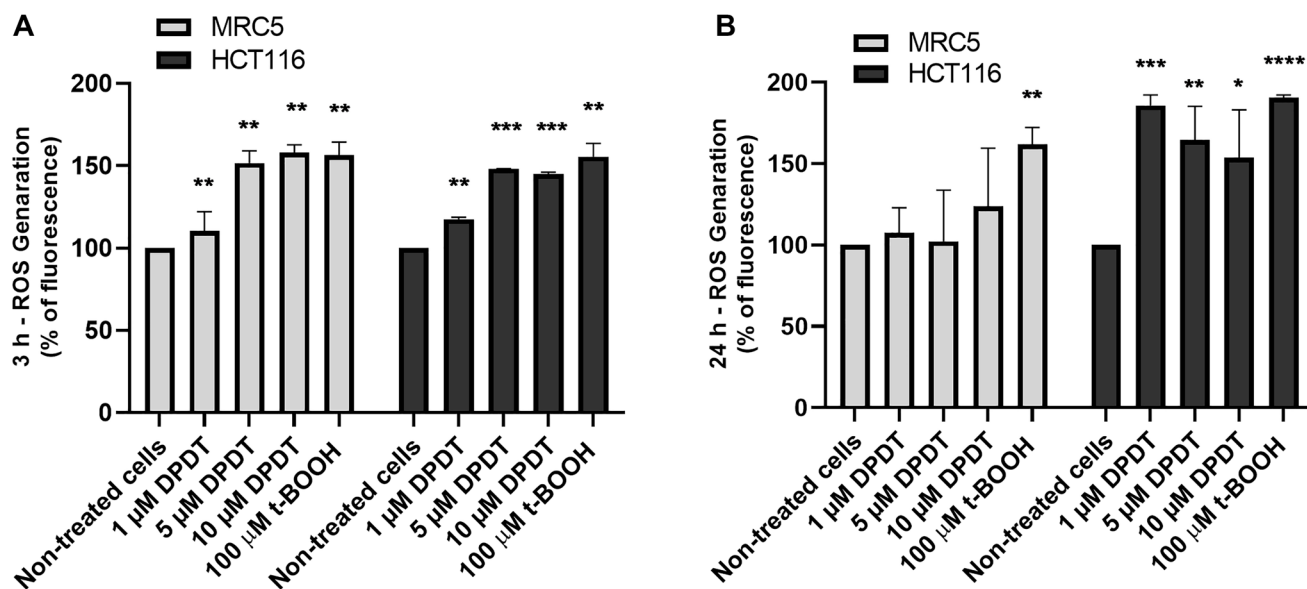 A
MRC5
HCT116
3 h - ROS Genaration
(% of fluorescence)
200
150
100
50
0
**
**
**
**
**
***
***
**
Non-treated cells
1 µM DPDT
5 µM DPDT
10 µM DPDT
100 µM t-BOOH
Non-treated cells
1 µM DPDT
5 µM DPDT
10 µM DPDT
100 µM t-BOOH
B
MRC5
HCT116
24 h - ROS Genaration
(% of fluorescence)
200
150
100
50
0
**
***
**
*
****
Non-treated cells
1 µM DPDT
5 µM DPDT
10 µM DPDT
100 µM t-BOOH
Non-treated cells
1 µM DPDT
5 µM DPDT
10 µM DPDT
100 µM t-BOOH